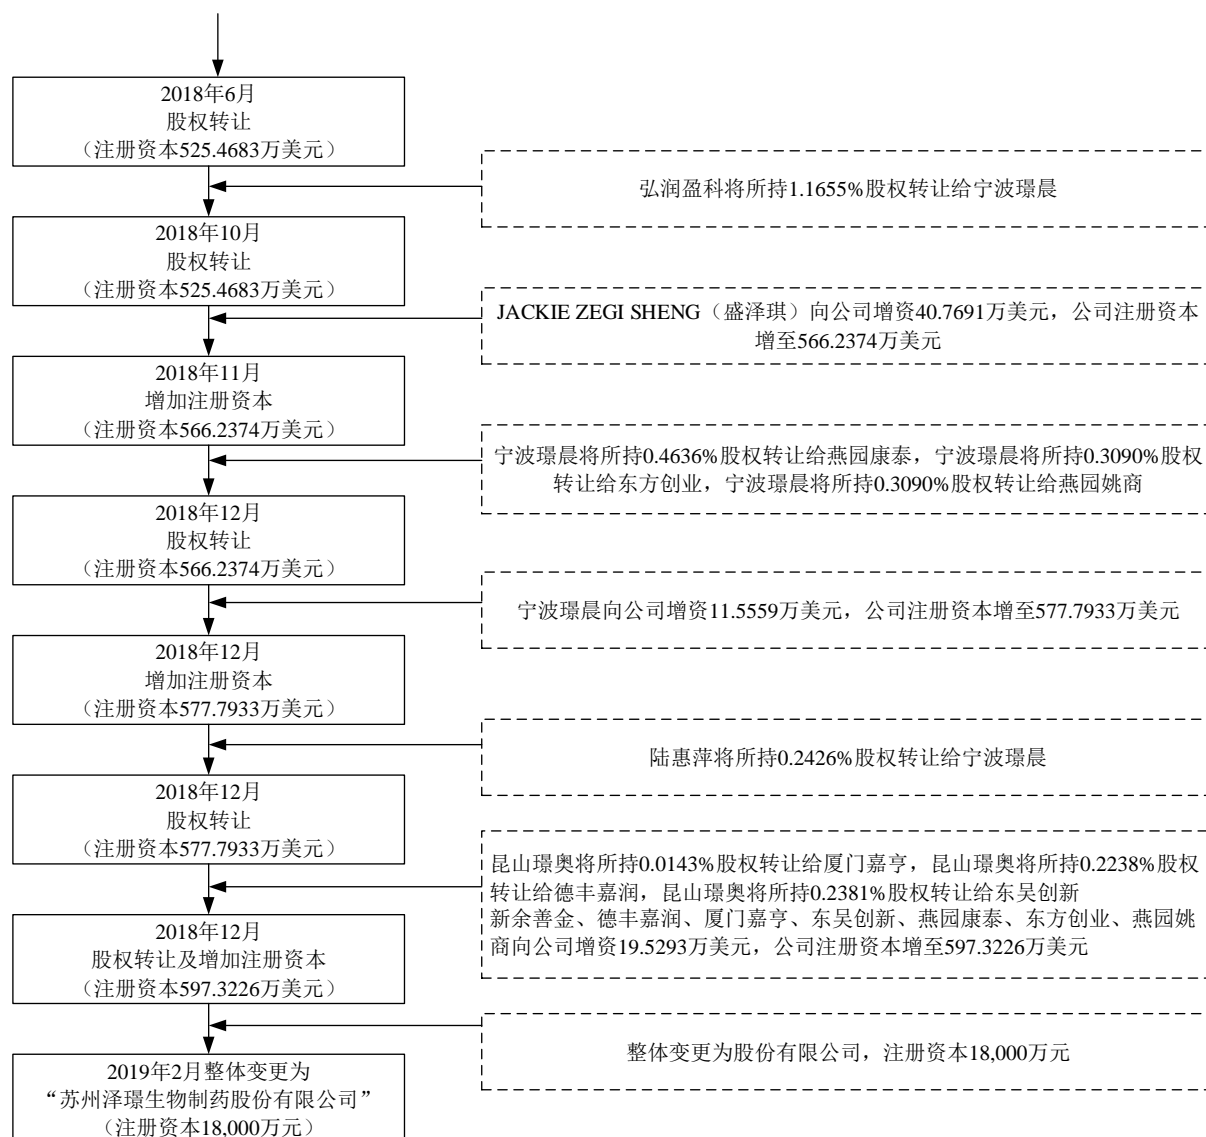 2018年6月
股权转让
（注册资本525.4683万美元）
弘润盈科将所持1.1655%股权转让给宁波璟晨
2018年10月
股权转让
（注册资本525.4683万美元）
JACKIE ZEGI SHENG（盛泽琪）向公司增资40.7691万美元，公司注册资本
增至566.2374万美元
2018年11月
增加注册资本
（注册资本566.2374万美元）
宁波璟晨将所持0.4636%股权转让给燕园康泰，宁波璟晨将所持0.3090%股权
转让给东方创业，宁波璟晨将所持0.3090%股权转让给燕园姚商
2018年12月
股权转让
（注册资本566.2374万美元）
宁波璟晨向公司增资11.5559万美元，公司注册资本增至577.7933万美元
2018年12月
增加注册资本
（注册资本577.7933万美元）
陆惠萍将所持0.2426%股权转让给宁波璟晨
2018年12月
股权转让
（注册资本577.7933万美元）
昆山璟奥将所持0.0143%股权转让给厦门嘉亨，昆山璟奥将所持0.2238%股权
转让给德丰嘉润，昆山璟奥将所持0.2381%股权转让给东吴创新
新余善金、德丰嘉润、厦门嘉亨、东吴创新、燕园康泰、东方创业、燕园姚
商向公司增资19.5293万美元，公司注册资本增至597.3226万美元
2018年12月
股权转让及增加注册资本
（注册资本597.3226万美元）
整体变更为股份有限公司，注册资本18,000万元
2019年2月整体变更为
“苏州泽璟生物制药股份有限公司”
（注册资本18,000万元）